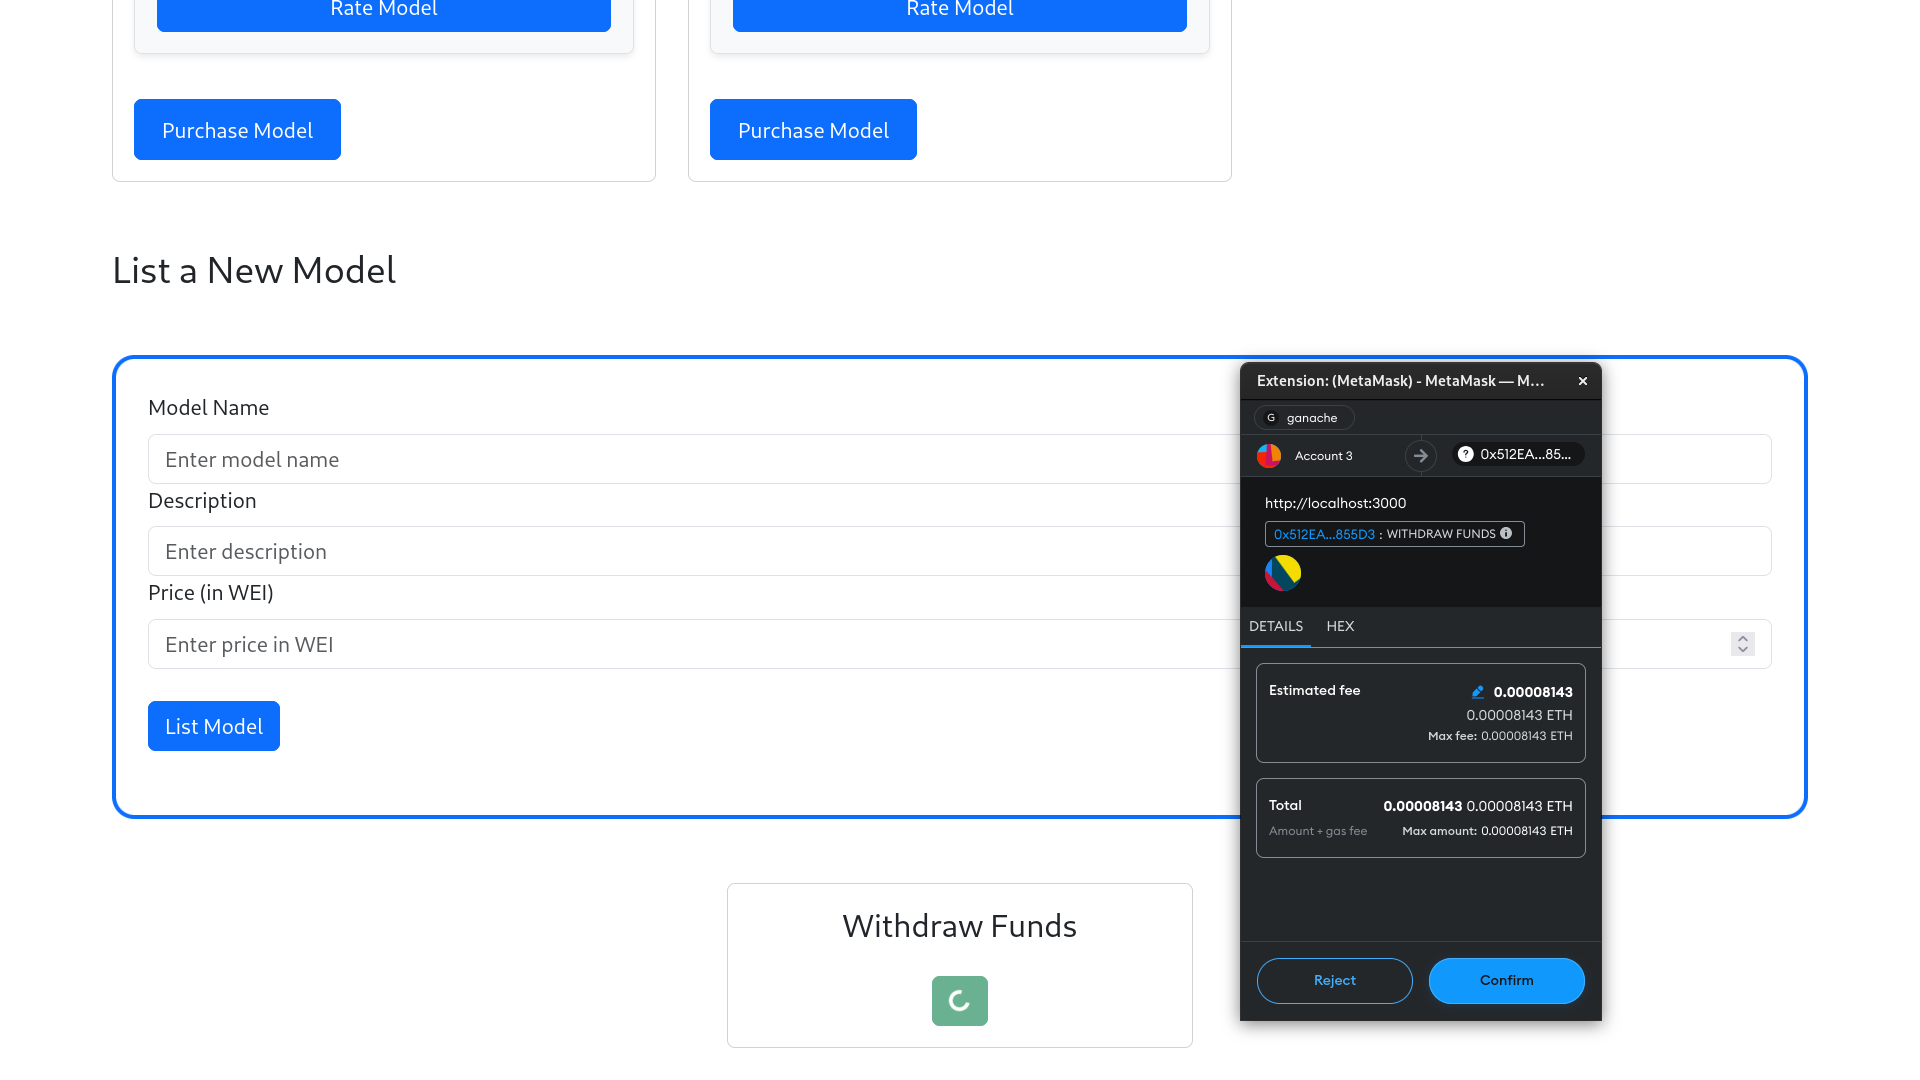 Rate Model
Rate Model
Purchase Model
Purchase Model
List a New Model
Model Name
Enter model name
Description
Enter description
Price (in WEI)
Enter price in WEI
List Model
Withdraw Funds
Extension: (MetaMask) - MetaMask — M...
G ganache
Account 3
? 0x512EA...85...
http://localhost:3000
0x512EA...855D3 : WITHDRAW FUNDS
DETAILS HEX
Estimated fee 0.00008143
0.00008143 ETH
Max fee: 0.00008143 ETH
Total 0.00008143 0.00008143 ETH
Amount + gas fee Max amount: 0.00008143 ETH
Reject Confirm